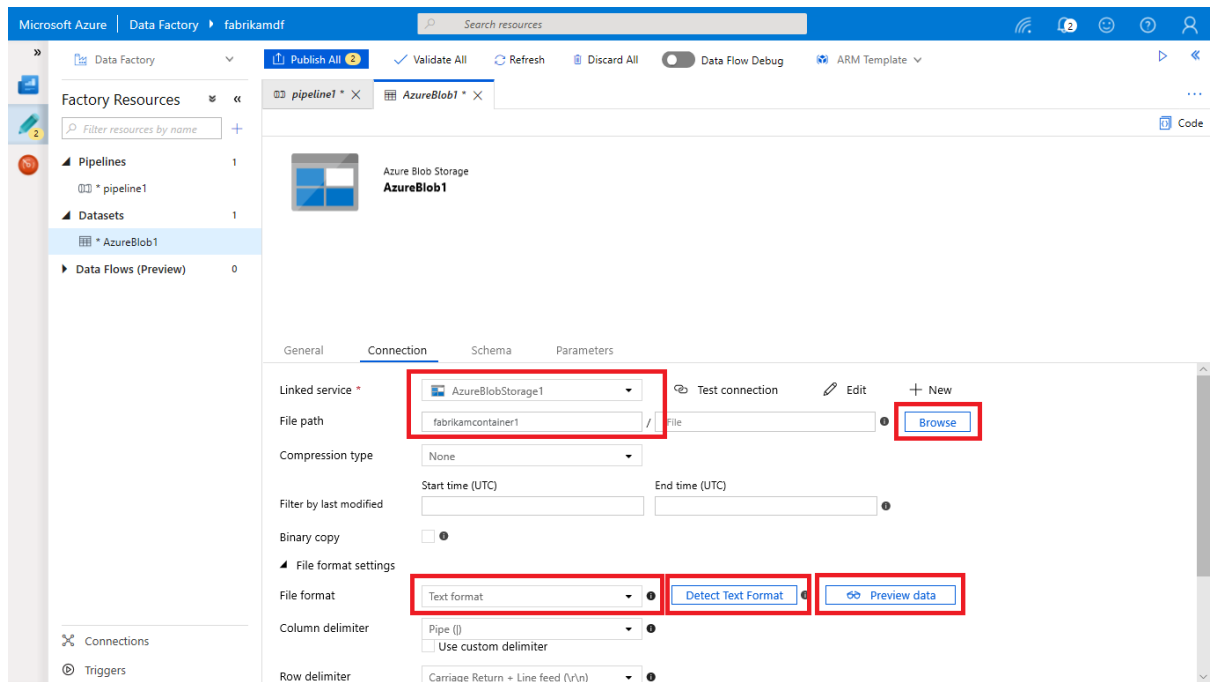 Microsoft Azure | Data Factory ▸ fabrikamdf
Search resources
2
»
Data Factory
Publish All 2
Validate All
Refresh
Discard All
Data Flow Debug
ARM Template
«
Factory Resources
«
pipeline1 *
AzureBlob1 *
...
2
Filter resources by name
+
Code
Pipelines 1
* pipeline1
Datasets 1
* AzureBlob1
Data Flows (Preview) 0
Azure Blob Storage
AzureBlob1
General Connection Schema Parameters
Linked service * AzureBlobStorage1 Test connection Edit + New
File path fabrikamcontainer1 / File Browse
Compression type None
Start time (UTC) End time (UTC)
Filter by last modified
Binary copy
File format settings
File format Text format Detect Text Format Preview data
Column delimiter Pipe (|)
Use custom delimiter
Row delimiter Carriage Return + Line feed (\r\n)
Connections
Triggers